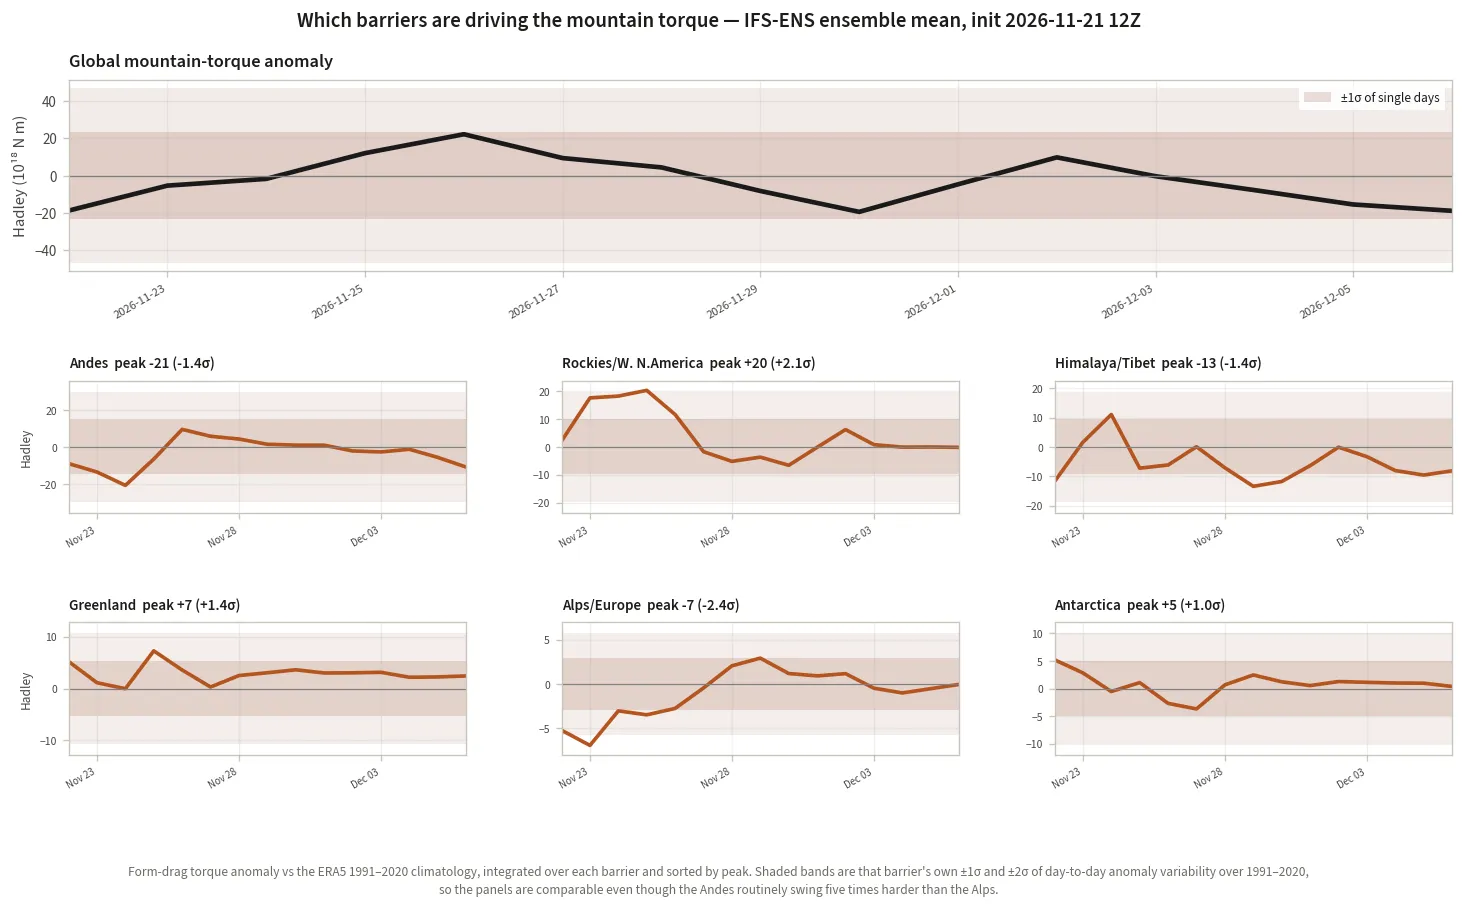 Which barriers are driving the mountain torque — IFS-ENS ensemble mean, init 2026-11-21 12Z
Global mountain-torque anomaly
Hadley (10¹⁸ N m)
40
20
0
−20
−40
±1σ of single days
2026-11-23
2026-11-25
2026-11-27
2026-11-29
2026-12-01
2026-12-03
2026-12-05
Andes peak -21 (-1.4σ)
Hadley
20
0
−20
Nov 23
Nov 28
Dec 03
Rockies/W. N.America peak +20 (+2.1σ)
20
10
0
−10
−20
Nov 23
Nov 28
Dec 03
Himalaya/Tibet peak -13 (-1.4σ)
20
10
0
−10
−20
Nov 23
Nov 28
Dec 03
Greenland peak +7 (+1.4σ)
Hadley
10
0
−10
Nov 23
Nov 28
Dec 03
Alps/Europe peak -7 (-2.4σ)
5
0
−5
Nov 23
Nov 28
Dec 03
Antarctica peak +5 (+1.0σ)
10
5
0
−5
−10
Nov 23
Nov 28
Dec 03
Form-drag torque anomaly vs the ERA5 1991–2020 climatology, integrated over each barrier and sorted by peak. Shaded bands are that barrier's own ±1σ and ±2σ of day-to-day anomaly variability over 1991–2020,
so the panels are comparable even though the Andes routinely swing five times harder than the Alps.